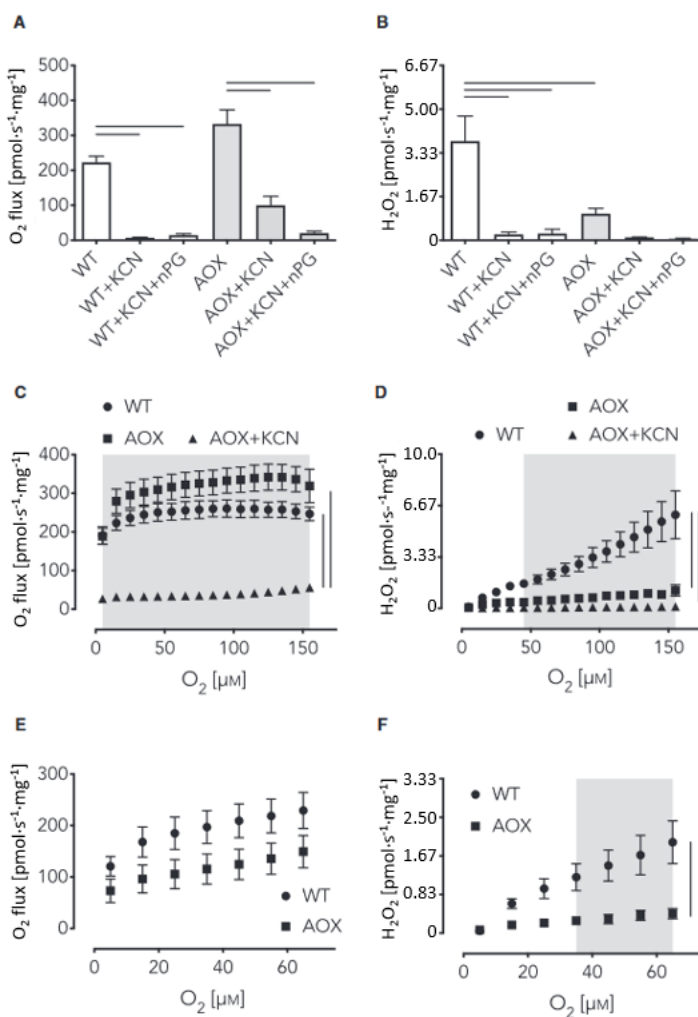 A
B
O₂ flux [pmol·s⁻¹·mg⁻¹]
500
400
300
200
100
0
WT
WT+KCN
WT+KCN+nPG
AOX
AOX+KCN
AOX+KCN+nPG
H₂O₂ [pmol·s⁻¹·mg⁻¹]
6.67
5.00
3.33
1.67
0
WT
WT+KCN
WT+KCN+nPG
AOX
AOX+KCN
AOX+KCN+nPG
C
WT
AOX
AOX+KCN
O₂ flux [pmol·s⁻¹·mg⁻¹]
400
300
200
100
0
0
50
100
150
O₂ [μM]
D
AOX
WT
AOX+KCN
H₂O₂ [pmol·s-¹·mg⁻¹]
10.0
6.67
3.33
0
0
50
100
150
O₂ [μM]
E
O₂ flux [pmol·s⁻¹·mg⁻¹]
300
200
100
0
WT
AOX
0
20
40
60
O₂ [μM]
F
WT
AOX
H₂O₂ [pmol·s⁻¹·mg⁻¹]
3.33
2.50
1.67
0.83
0
0
20
40
60
O₂ [μM]